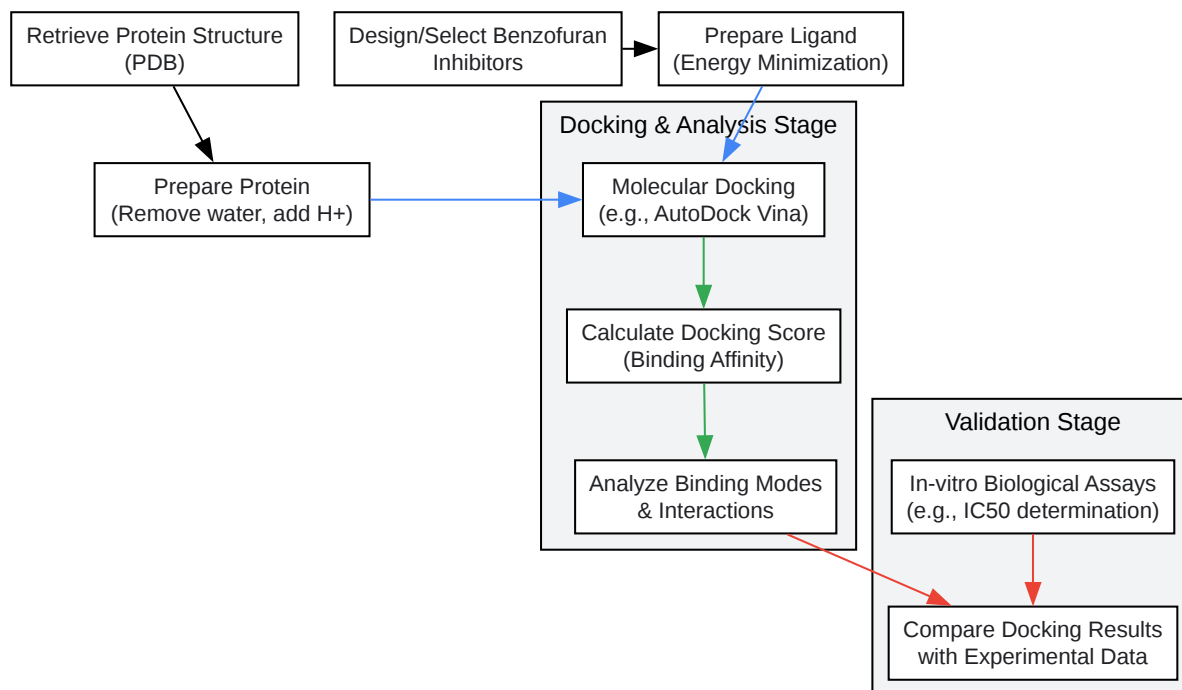 Retrieve Protein Structure
(PDB)
Design/Select Benzofuran
Inhibitors
Prepare Ligand
(Energy Minimization)
Docking & Analysis Stage
Prepare Protein
(Remove water, add H+)
Molecular Docking
(e.g., AutoDock Vina)
Calculate Docking Score
(Binding Affinity)
Analyze Binding Modes
& Interactions
Validation Stage
In-vitro Biological Assays
(e.g., IC50 determination)
Compare Docking Results
with Experimental Data